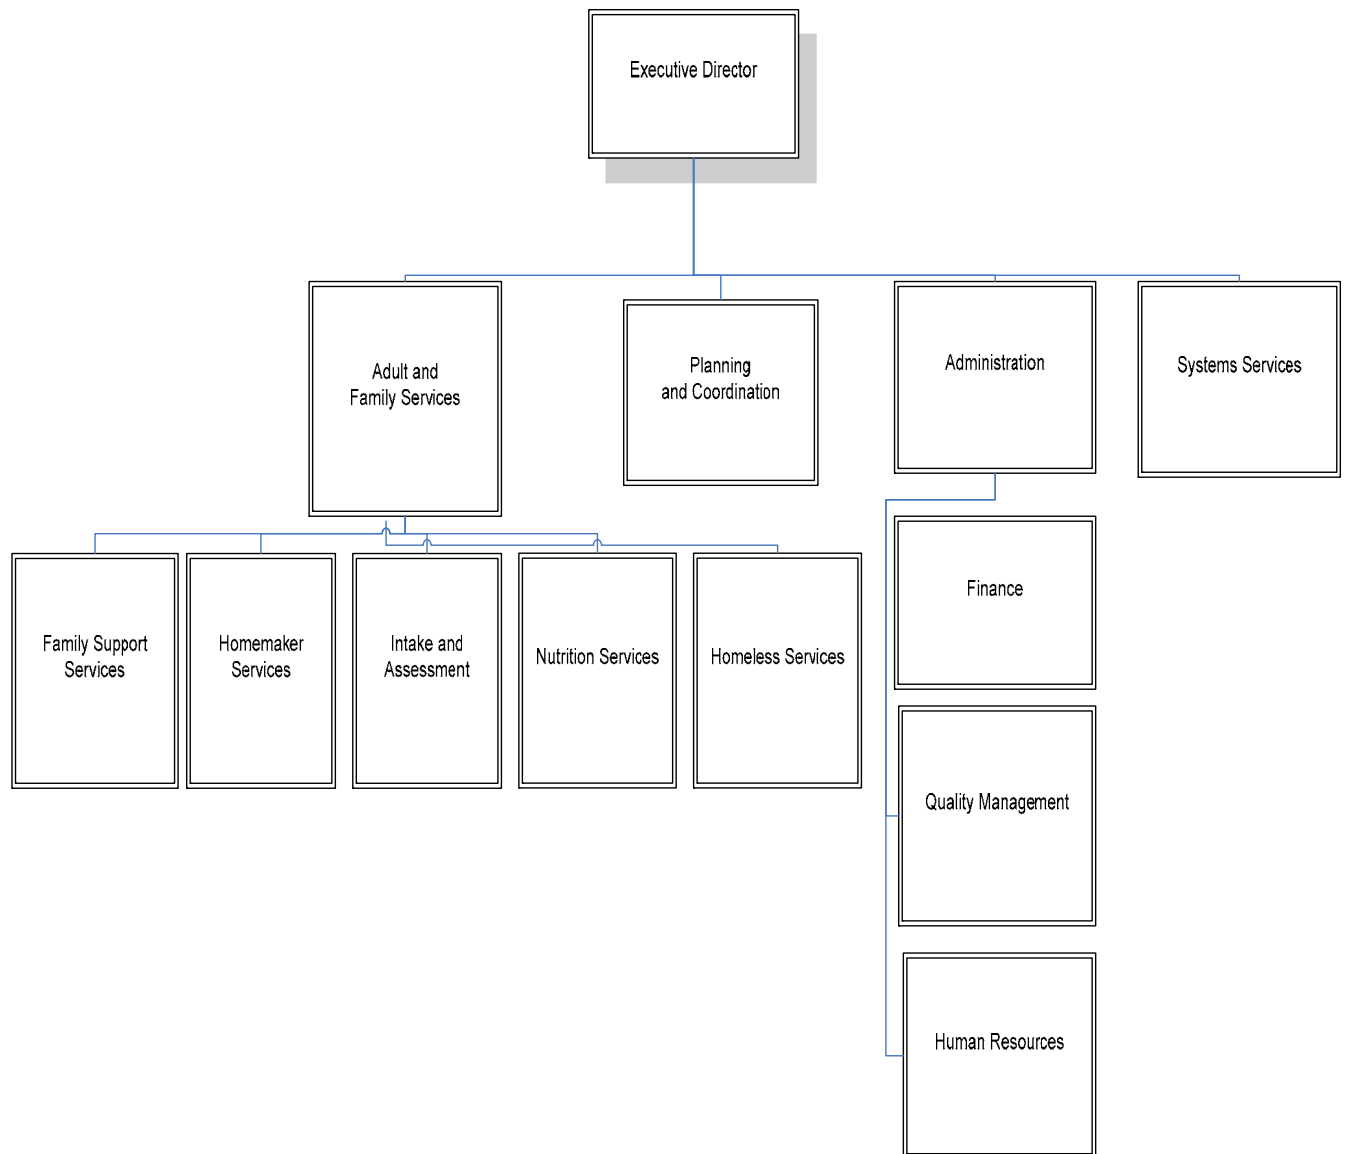 Executive Director
Adult and
Family Services
Planning
and Coordination
Administration
Systems Services
Family Support
Services
Homemaker
Services
Intake and
Assessment
Nutrition Services
Homeless Services
Finance
Quality Management
Human Resources